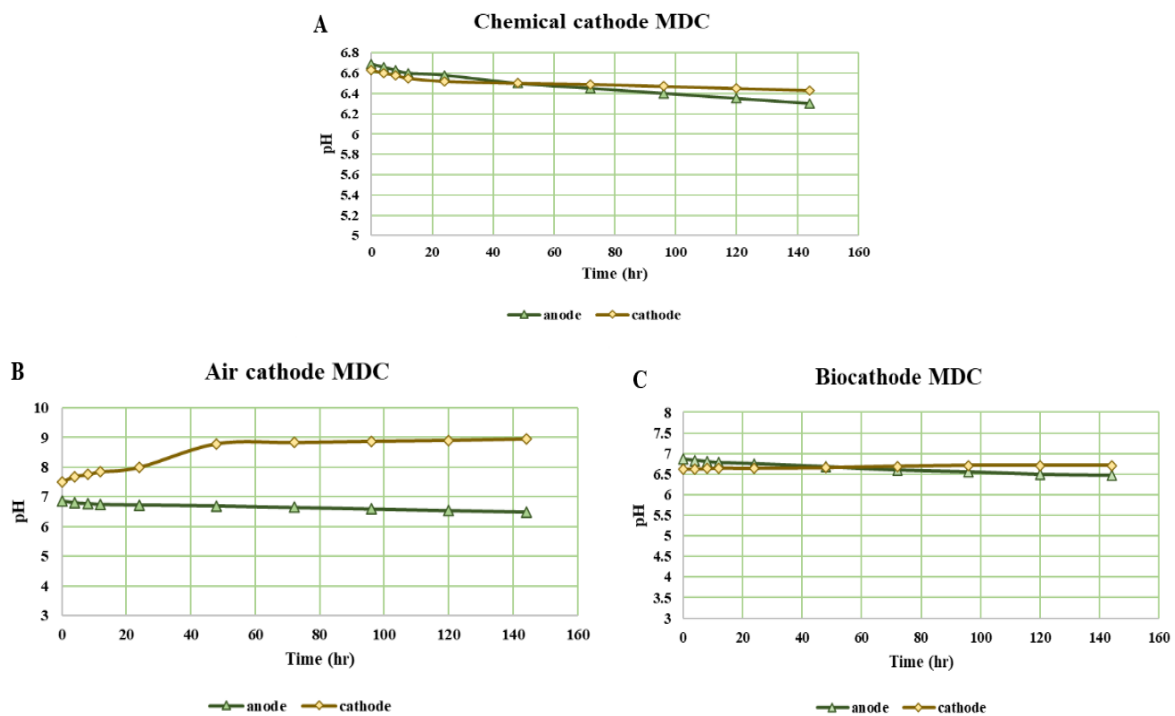 A
Chemical cathode MDC
6.8
6.6
6.4
6.2
6
5.8
5.6
5.4
5.2
5
pH
0 20 40 60 80 100 120 140 160
Time (hr)
anode cathode
B
Air cathode MDC
10
9
8
7
6
5
4
3
pH
0 20 40 60 80 100 120 140 160
Time (hr)
anode cathode
C
Biocathode MDC
8
7.5
7
6.5
6
5.5
5
4.5
4
3.5
3
pH
0 20 40 60 80 100 120 140 160
Time (hr)
anode cathode